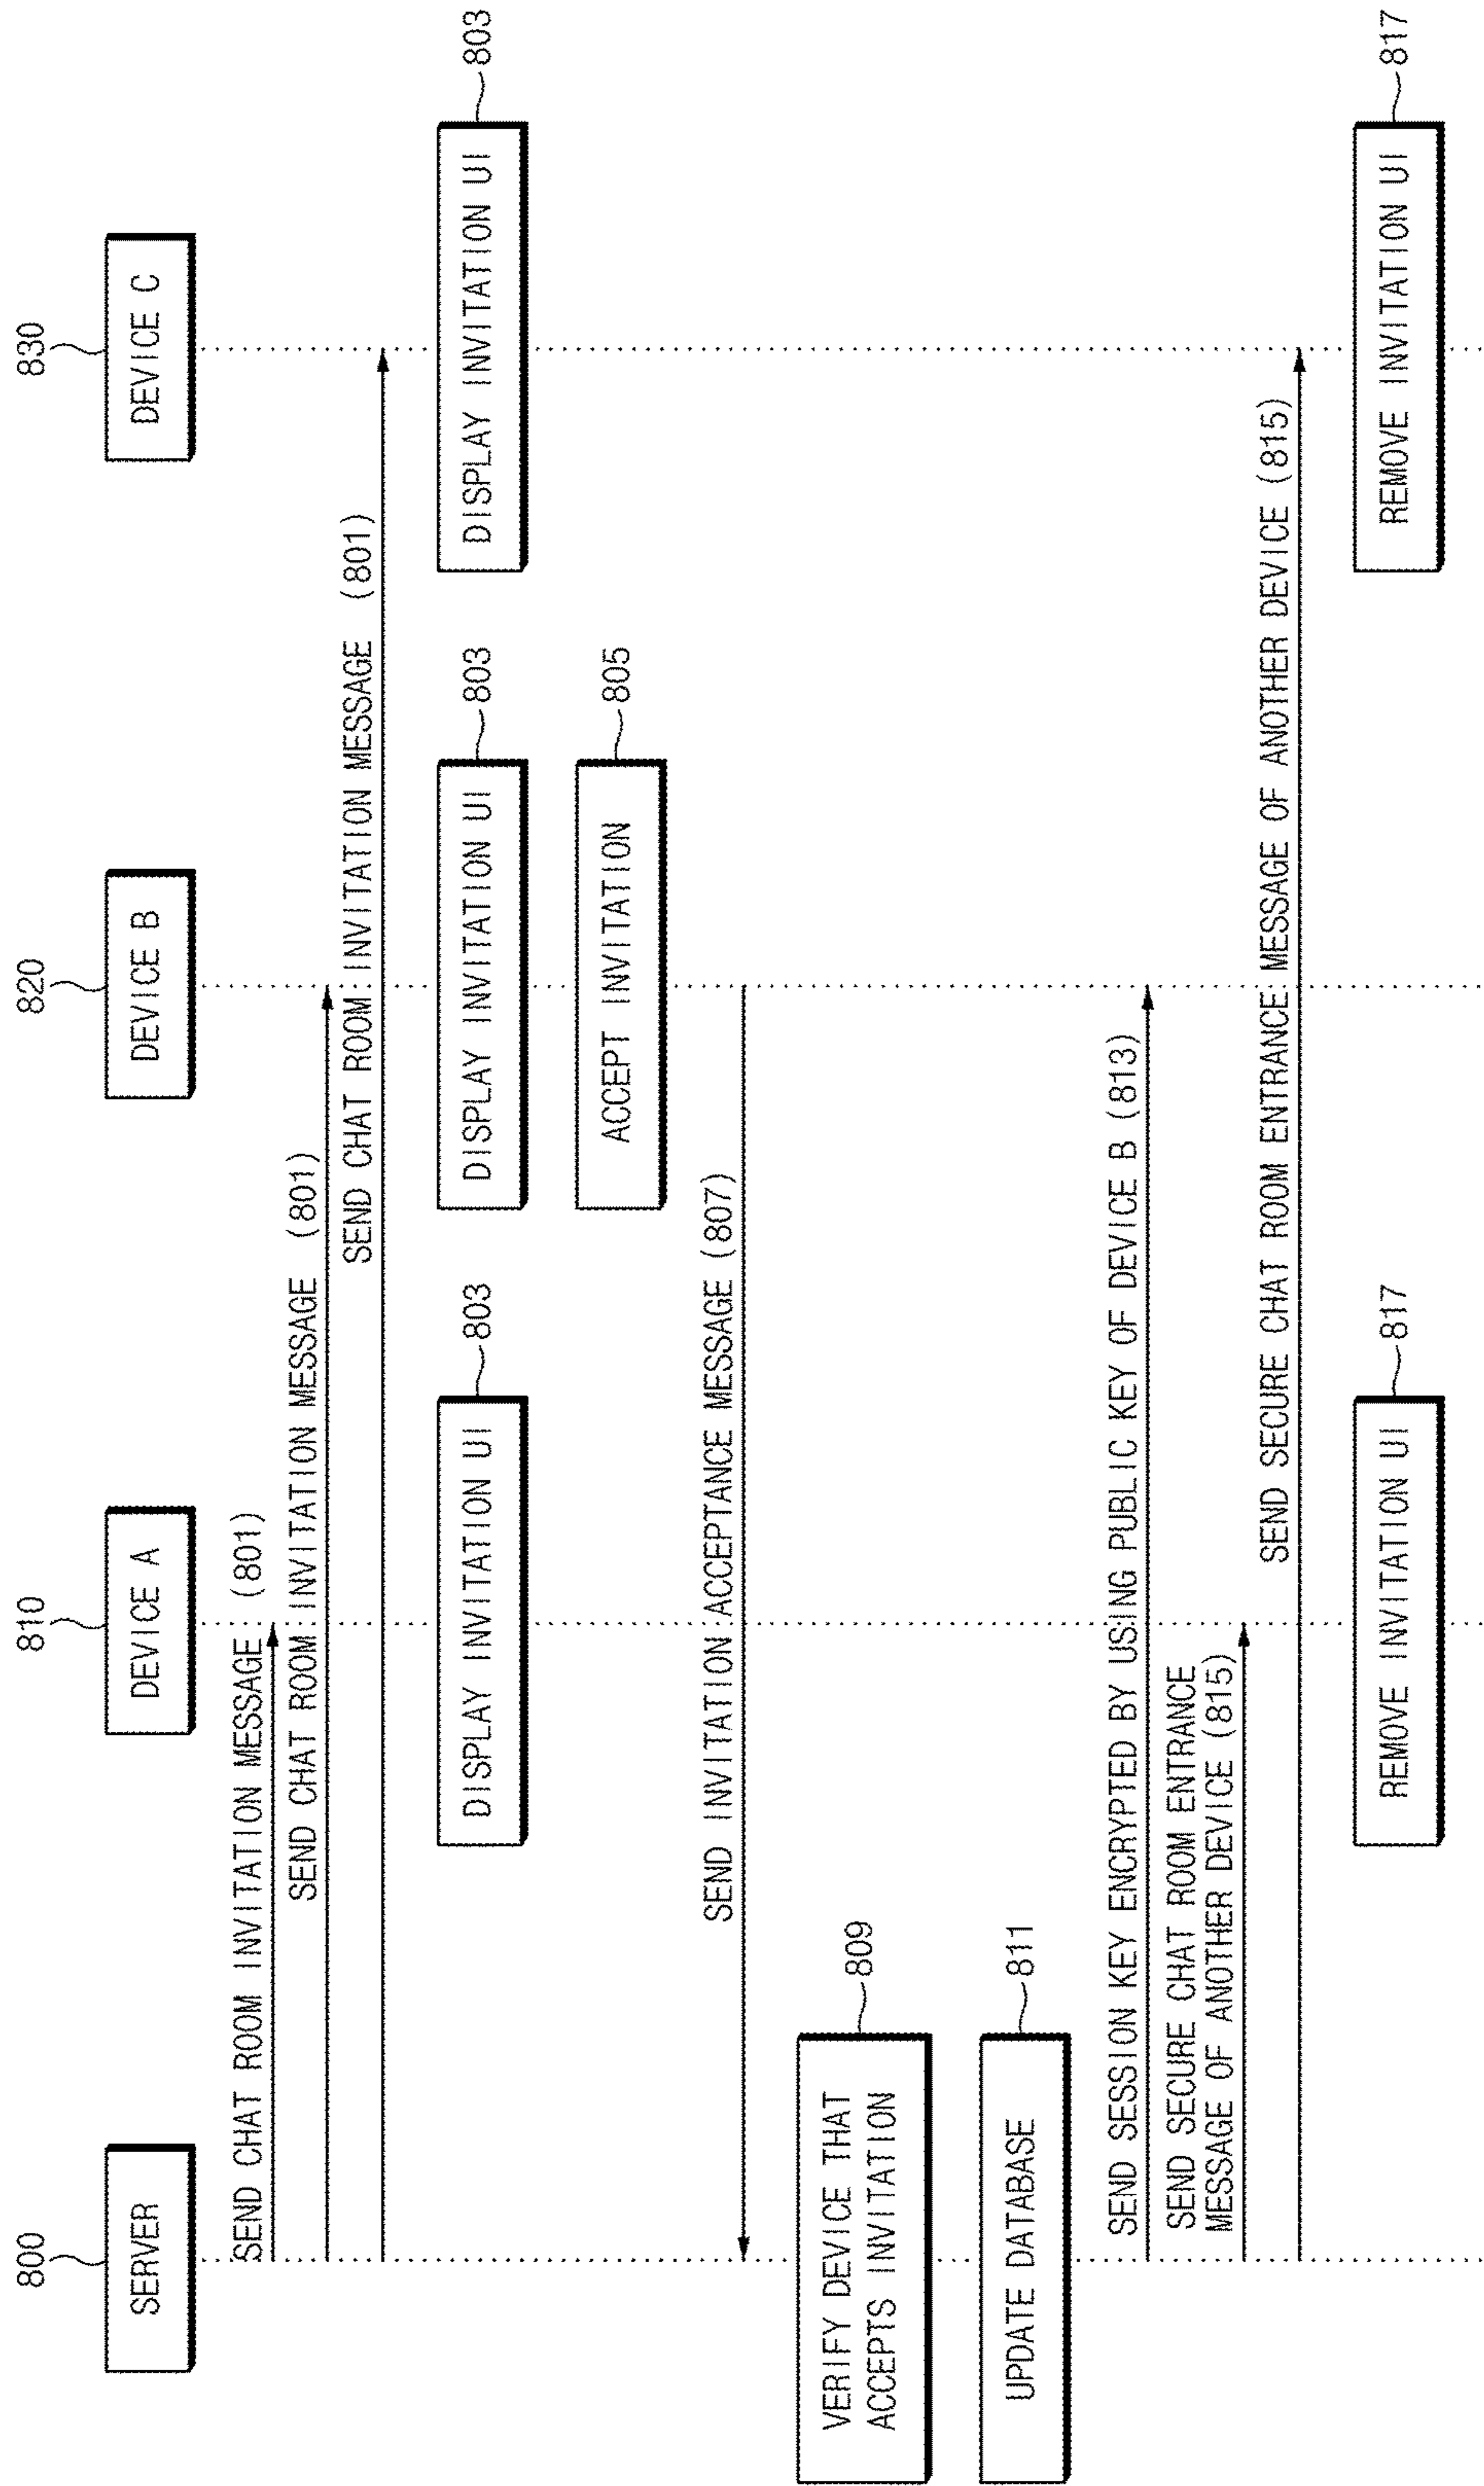 800
SERVER
810
DEVICE A
820
DEVICE B
830
DEVICE C
SEND CHAT ROOM INVITATION MESSAGE (801)
SEND CHAT ROOM INVITATION MESSAGE (801)
SEND CHAT ROOM INVITATION MESSAGE (801)
DISPLAY INVITATION UI
803
DISPLAY INVITATION UI
803
DISPLAY INVITATION UI
803
ACCEPT INVITATION
805
SEND INVITATION ACCEPTANCE MESSAGE (807)
VERIFY DEVICE THAT
ACCEPTS INVITATION
809
UPDATE DATABASE
811
SEND SESSION KEY ENCRYPTED BY USING PUBLIC KEY OF DEVICE B (813)
SEND SECURE CHAT ROOM ENTRANCE
MESSAGE OF ANOTHER DEVICE (815)
SEND SECURE CHAT ROOM ENTRANCE MESSAGE OF ANOTHER DEVICE (815)
REMOVE INVITATION UI
817
REMOVE INVITATION UI
817